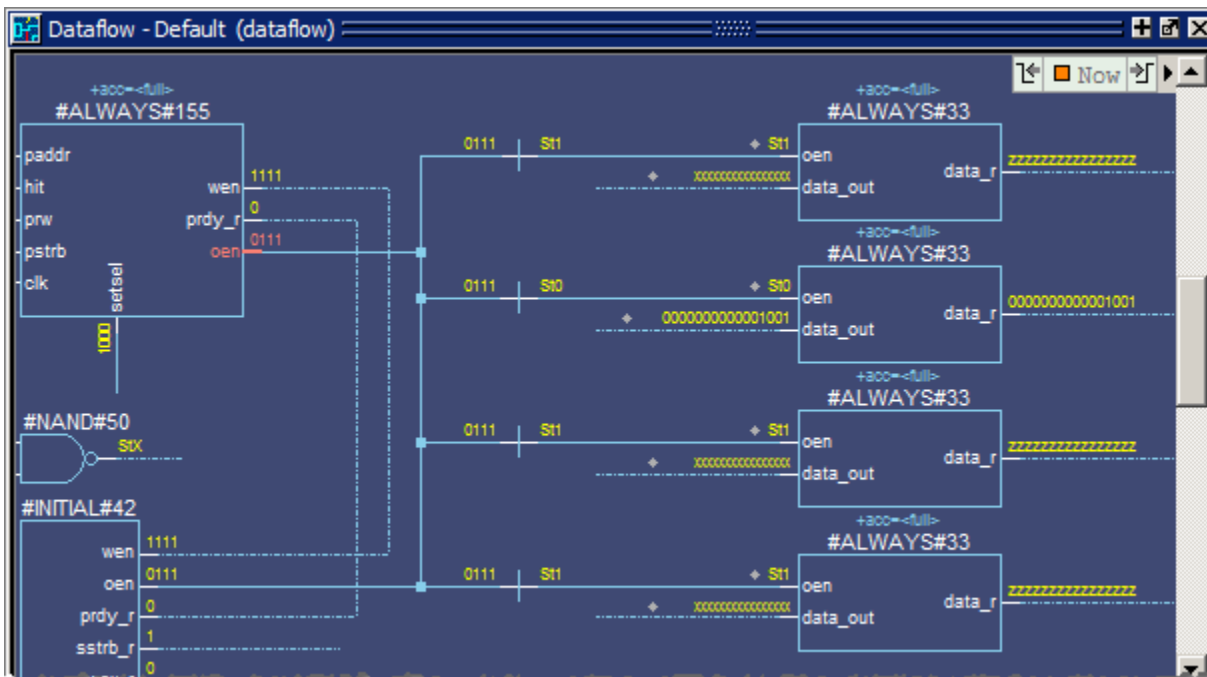 Dataflow - Default (dataflow)
Now
+acc=<full>
#ALWAYS#155
paddr
hit
prw
pstrb
clk
setsel
1000
wen
1111
prdy_r
0
oen
0111
#NAND#50
StX
#INITIAL#42
wen
1111
oen
0111
prdy_r
0
sstrb_r
1
0
0111
St1
St1
xxxxxxxxxxxxxxxx
+acc=<full>
#ALWAYS#33
oen
data_out
data_r
zzzzzzzzzzzzzzzz
0111
St0
St0
0000000000001001
+acc=<full>
#ALWAYS#33
oen
data_out
data_r
0000000000001001
0111
St1
St1
xxxxxxxxxxxxxxxx
+acc=<full>
#ALWAYS#33
oen
data_out
data_r
zzzzzzzzzzzzzzzz
0111
St1
St1
xxxxxxxxxxxxxxxx
+acc=<full>
#ALWAYS#33
oen
data_out
data_r
zzzzzzzzzzzzzzzz